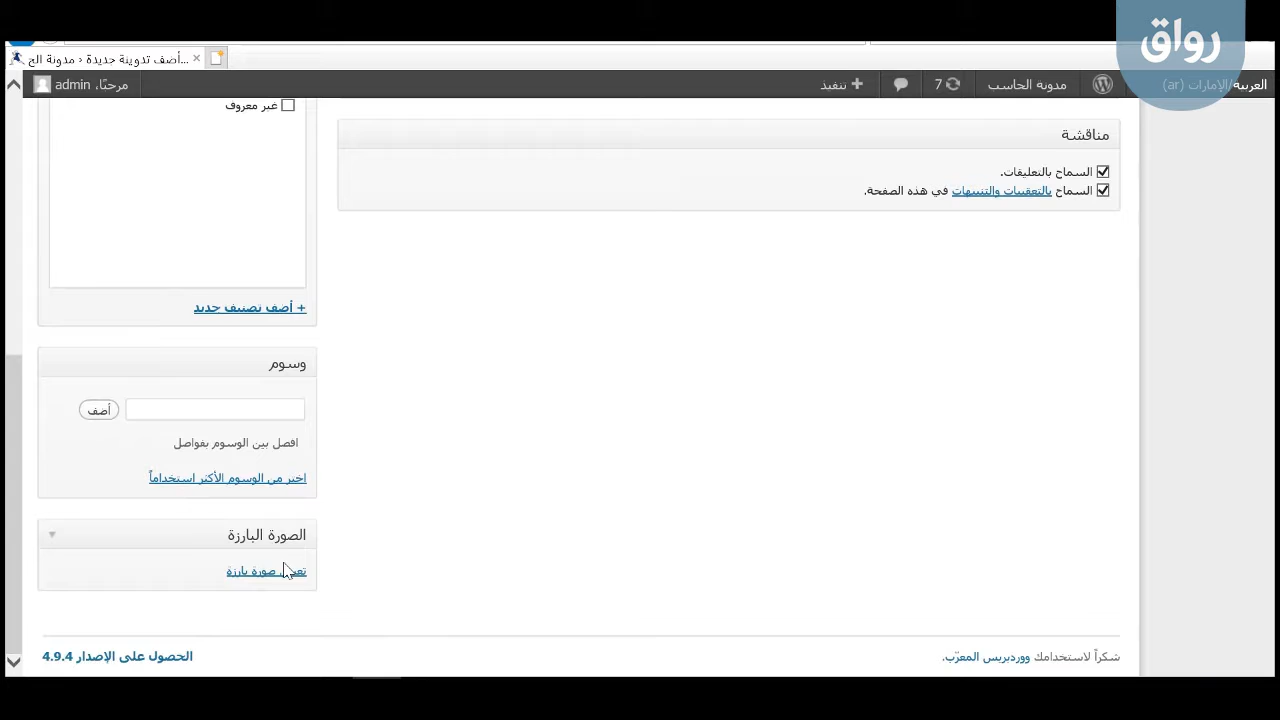 رواق
أضف تدوينة جديدة ‹ مدونة الح...
العربية/الإمارات (ar)
مدونة الحاسب
7
تنفيذ
مرحبًا، admin
غير معروف
+ أضف تصنيف جديد
مناقشة
السماح بالتعليقات.
السماح بالتعقيبات والتنبيهات في هذه الصفحة.
وسوم
أضف
افصل بين الوسوم بفواصل
اختر من الوسوم الأكثر استخداماً
الصورة البارزة
صورة بارزة
شكراً لاستخدامك ووردبريس المعرّب.
الحصول على الإصدار 4.9.4